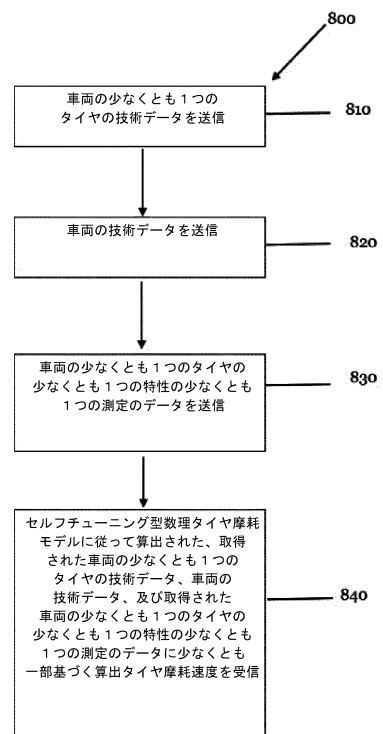 800
車両の少なくとも１つの
タイヤの技術データを送信
810
車両の技術データを送信
820
車両の少なくとも１つのタイヤの
少なくとも１つの特性の少なくとも
１つの測定のデータを送信
830
セルフチューニング型数理タイヤ摩耗
モデルに従って算出された、取得
された車両の少なくとも１つの
タイヤの技術データ、車両の
技術データ、及び取得された
車両の少なくとも１つのタイヤの
少なくとも１つの特性の少なくとも
１つの測定のデータに少なくとも
一部基づく算出タイヤ摩耗速度を受信
840